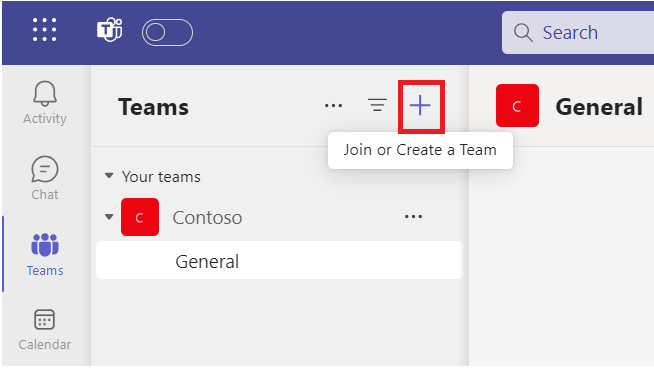 Search
Activity
Chat
Teams
Calendar
Teams
Join or Create a Team
Your teams
C Contoso
General
C General